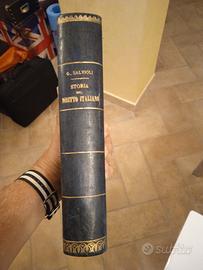 G. SALVIOLI
STORIA
DEL
DIRITTO ITALIANO
subito